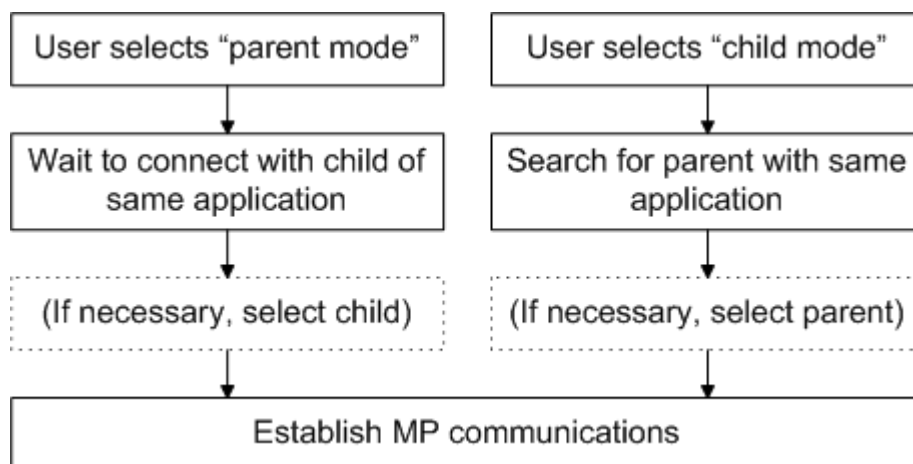 User selects “parent mode”
User selects “child mode”
Wait to connect with child of
same application
Search for parent with same
application
(If necessary, select child)
(If necessary, select parent)
Establish MP communications